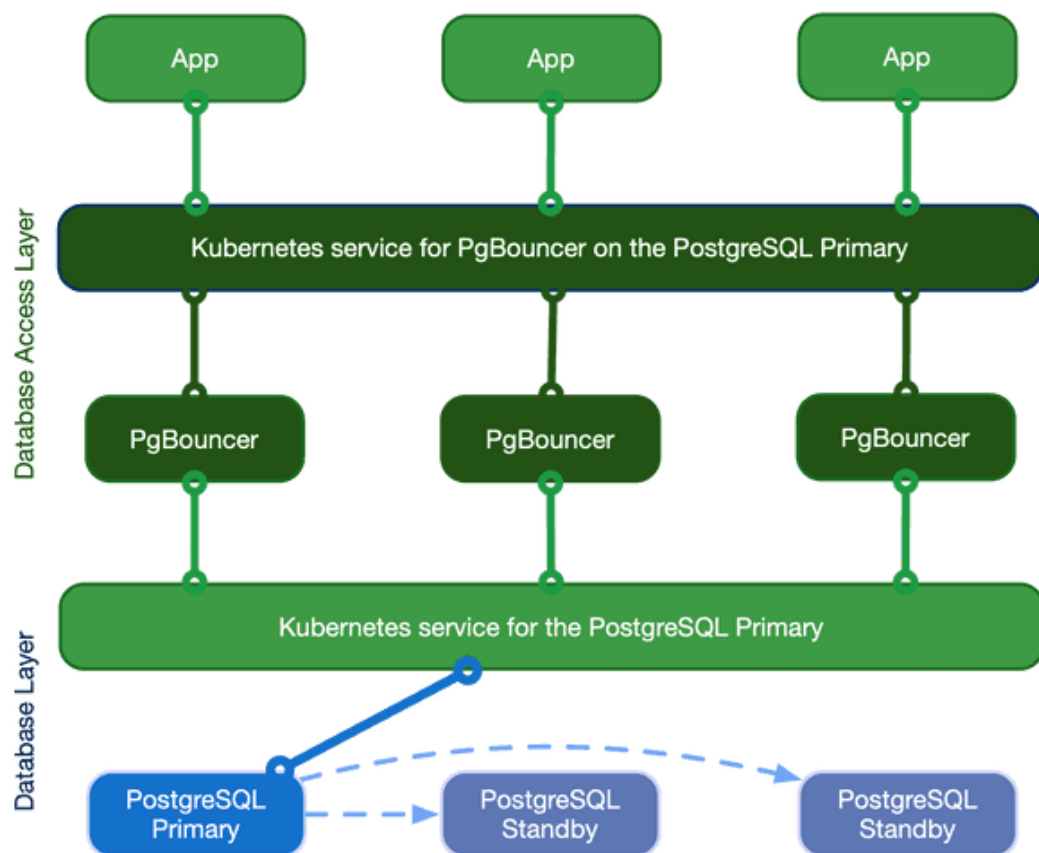 App
App
App
Database Access Layer
Kubernetes service for PgBouncer on the PostgreSQL Primary
PgBouncer
PgBouncer
PgBouncer
Database Layer
Kubernetes service for the PostgreSQL Primary
PostgreSQL
Primary
PostgreSQL
Standby
PostgreSQL
Standby